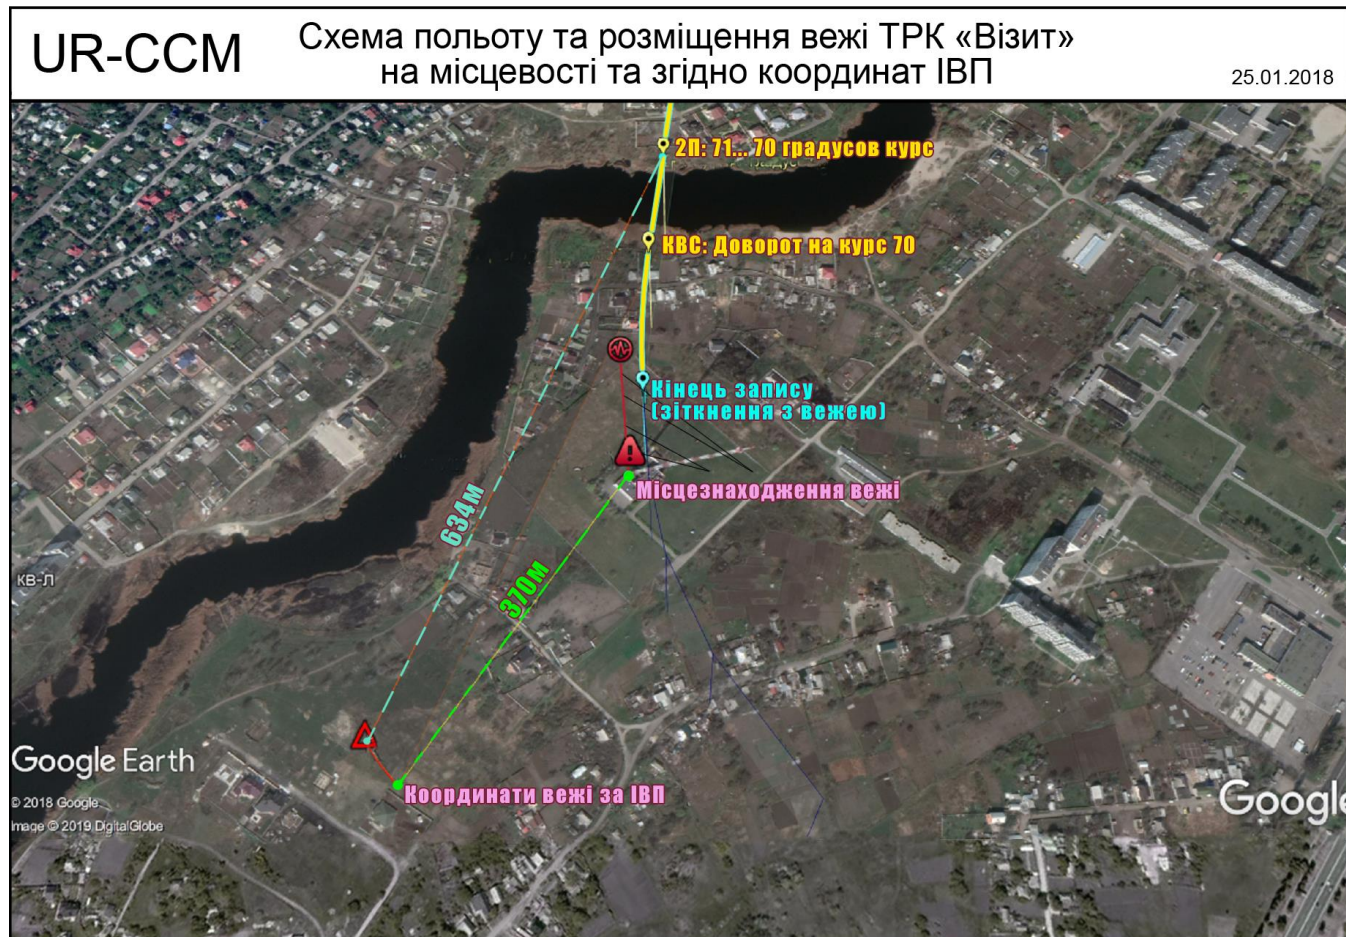 UR-CCM
Схема польоту та розміщення вежі ТРК «Візит»
на місцевості та згідно координат ІВП
25.01.2018
2П: 71... 70 градусов курс
КВС: Доворот на курс 70
Кінець запису
(зіткнення з вежею)
Місцезнаходження вежі
634м
370м
КВ-Л
Координати вежі за ІВП
Google Earth
© 2018 Google
Image © 2019 DigitalGlobe
Google